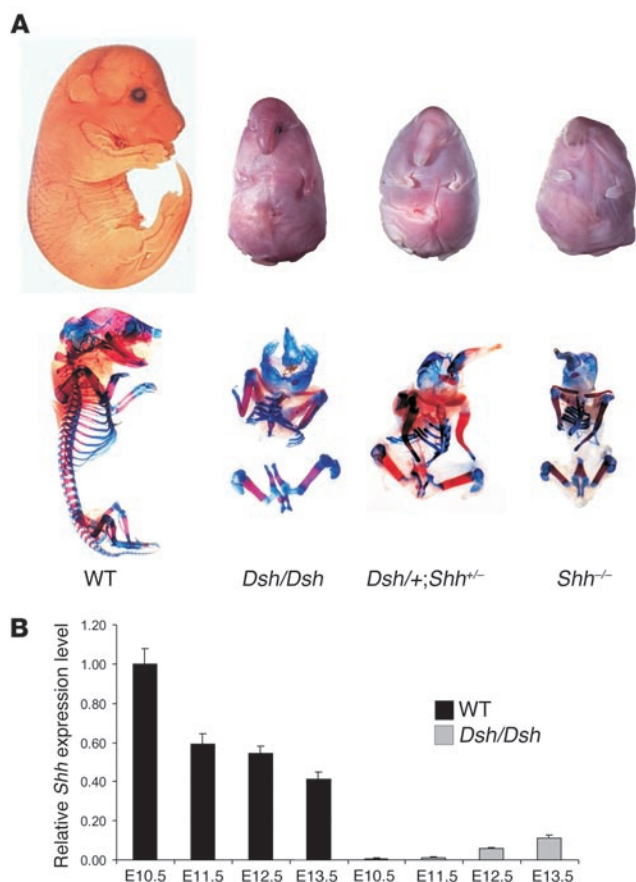 A
WT
Dsh/Dsh
Dsh/+;Shh+/–
Shh–/–
B
Relative Shh expression level
1.20
1.00
0.80
0.60
0.40
0.20
0.00
WT
Dsh/Dsh
E10.5 E11.5 E12.5 E13.5 E10.5 E11.5 E12.5 E13.5